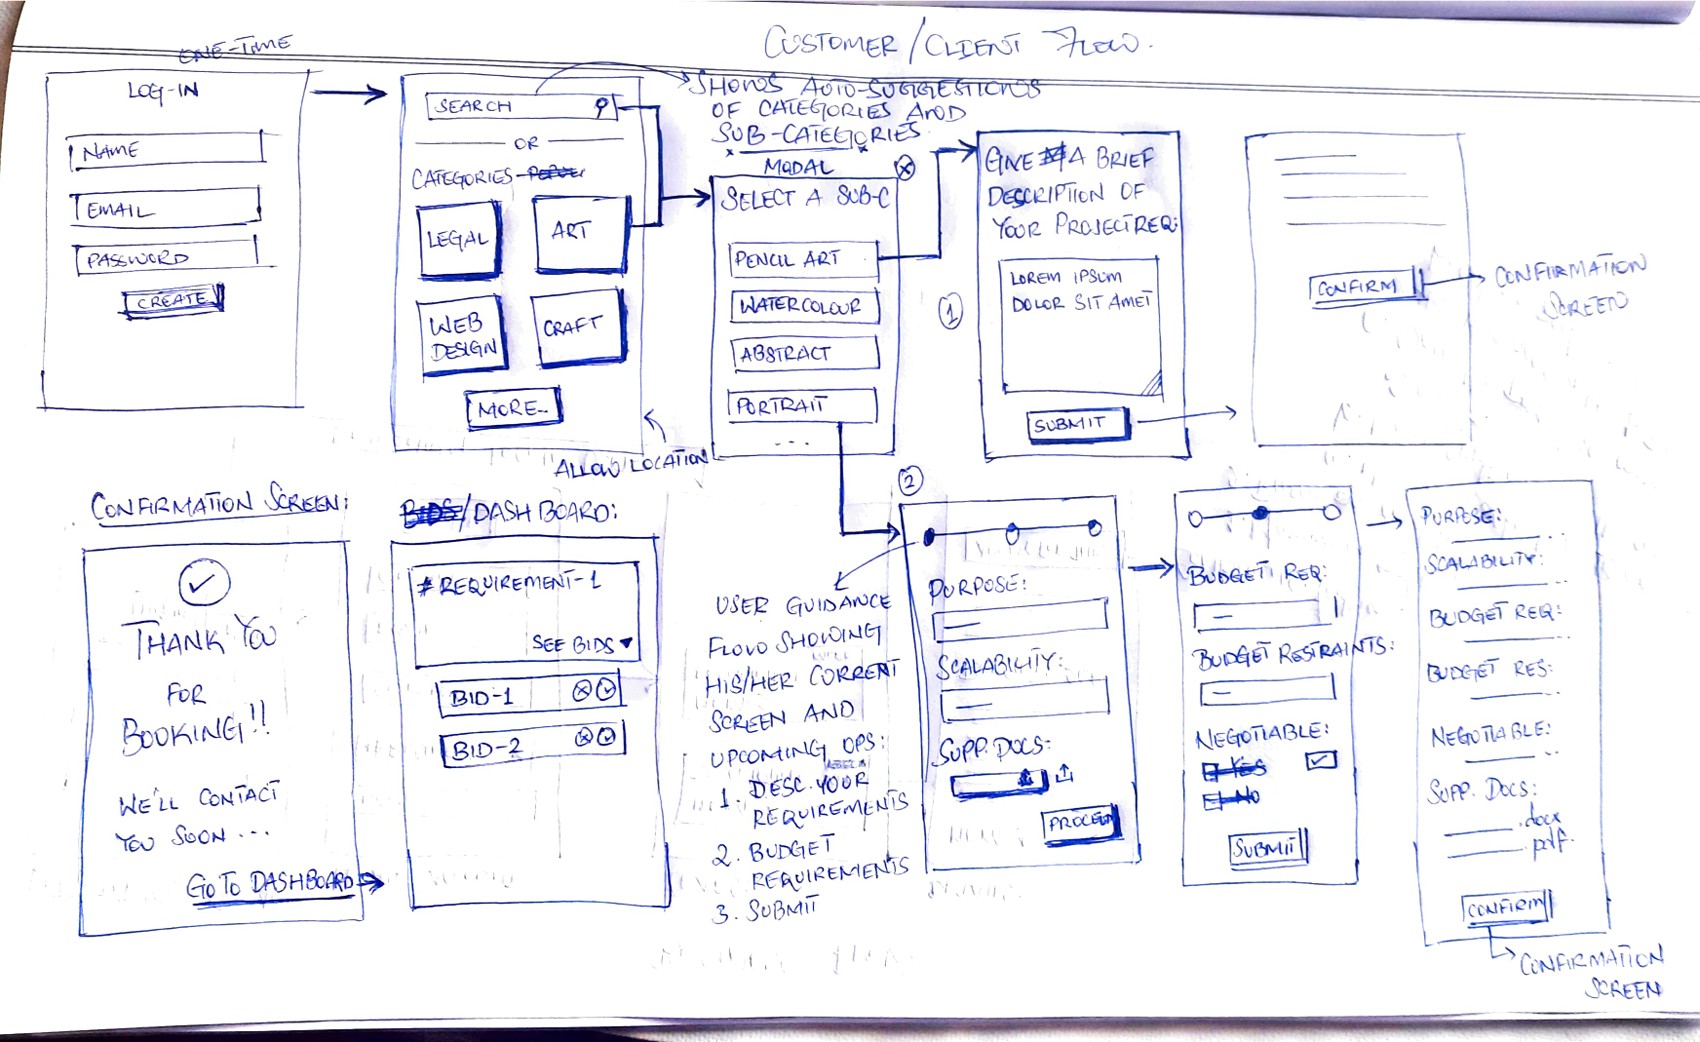 CUSTOMER/CLIENT FLOW.
ONE-TIME
LOG-IN
NAME
EMAIL
PASSWORD
CREATE
SEARCH
OR
CATEGORIES-
LEGAL
ART
WEB
DESIGN
CRAFT
MORE..
ALLOW LOCATION
SHOWS AUTO-SUGGESTIONS
OF CATEGORIES AND
SUB-CATEGORIES
MODAL
SELECT A SUB-C
PENCIL ART
WATERCOLOUR
ABSTRACT
PORTRAIT
...
1
GIVE A BRIEF
DESCRIPTION OF
YOUR PROJECT REQ:
LOREM IPSUM
DOLOR SIT AMET
SUBMIT
CONFIRM
CONFIRMATION
SCREEN
CONFIRMATION SCREEN:
THANK YOU
FOR
BOOKING!!
WE'LL CONTACT
YOU SOON...
GO TO DASHBOARD
BIDS/DASHBOARD:
# REQUIREMENT-1
SEE BIDS
BID-1
BID-2
USER GUIDANCE
FLOW SHOWING
HIS/HER CURRENT
SCREEN AND
UPCOMING OPS:
1. DESC. YOUR
REQUIREMENTS
2. BUDGET
REQUIREMENTS
3. SUBMIT
2
PURPOSE:
SCALABILITY:
SUPP. DOCS:
PROCEED
BUDGET REQ:
BUDGET RESTRAINTS:
NEGOTIABLE:
YES
NO
SUBMIT
PURPOSE:
SCALABILITY:
BUDGET REQ:
BUDGET RES:
NEGOTIABLE:
SUPP. DOCS:
.docx
.pdf.
CONFIRM
CONFIRMATION
SCREEN